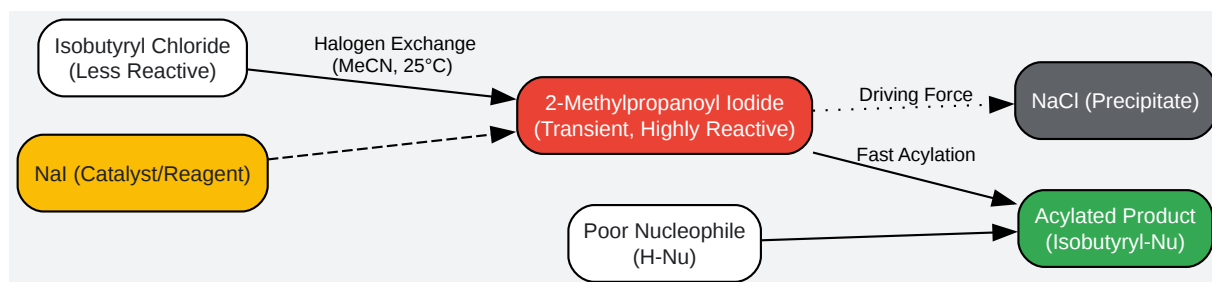 Isobutyryl Chloride
(Less Reactive)
Halogen Exchange
(MeCN, 25°C)
2-Methylpropanoyl Iodide
(Transient, Highly Reactive)
Driving Force
NaCl (Precipitate)
NaI (Catalyst/Reagent)
Fast Acylation
Poor Nucleophile
(H-Nu)
Acylated Product
(Isobutyryl-Nu)